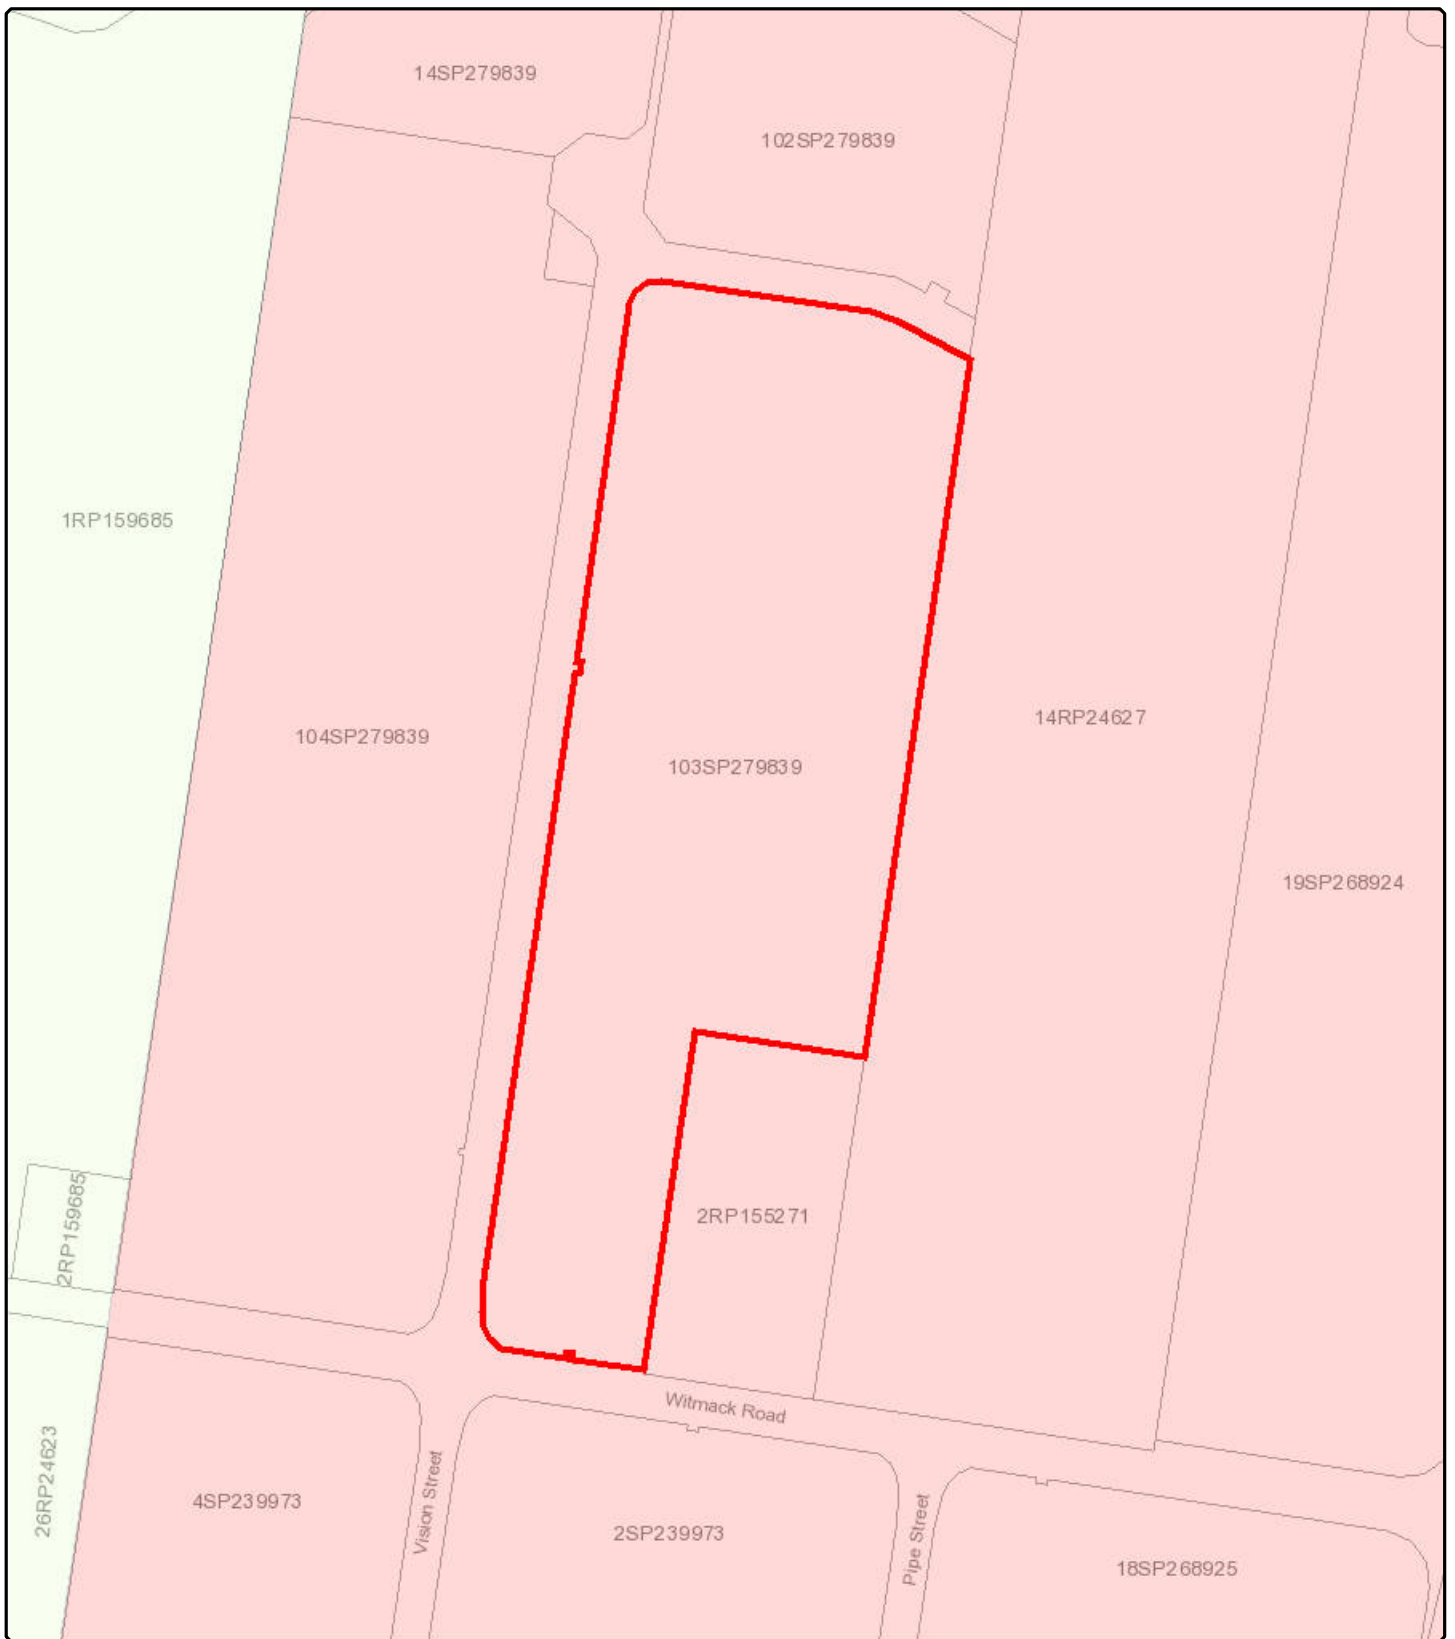 14SP279839
102SP279839
1RP159685
14RP24627
104SP279839
103SP279839
19SP268924
2RP159685
2RP155271
Witmack Road
26RP24623
4SP239973
Vision Street
2SP239973
Pipe Street
18SP268925